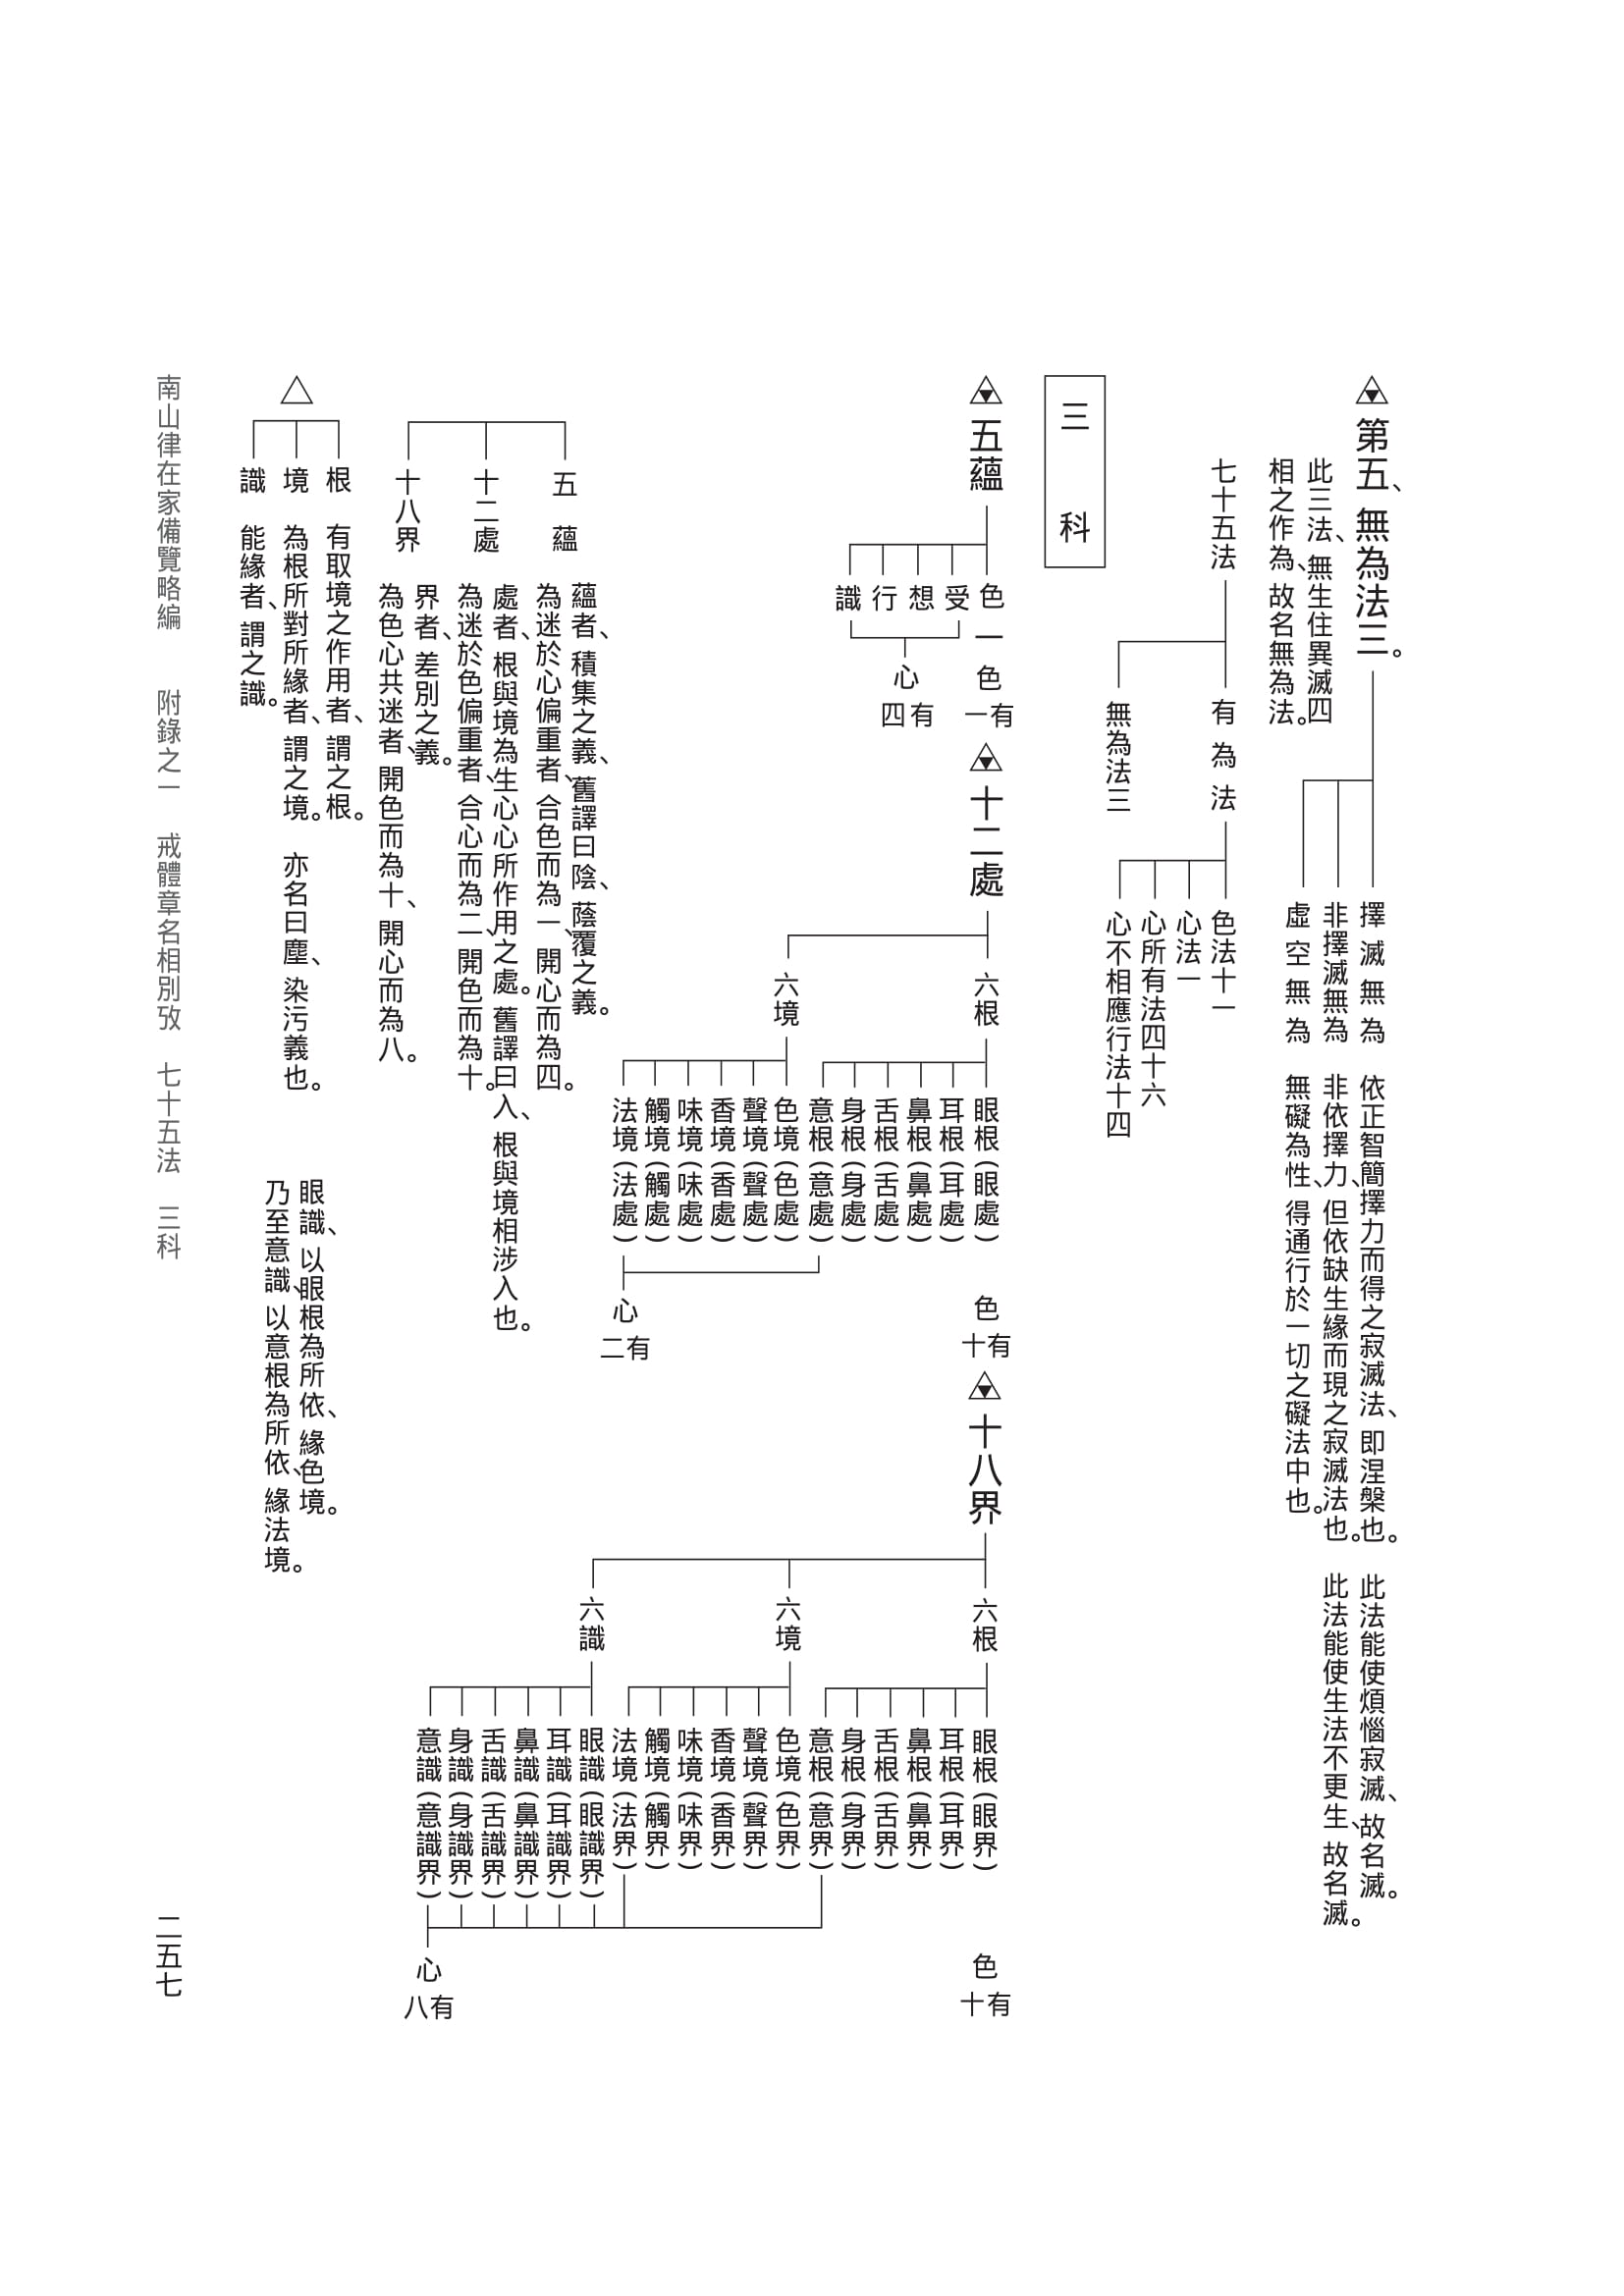 第五、無為法三。
擇滅無為　依正智簡擇力而得之寂滅法、即涅槃也。　此法能使煩惱寂滅、故名滅。
非擇滅無為　非依擇力、但依缺生緣而現之寂滅法也。　此法能使生法不更生、故名滅。
虛空無為　無礙為性、得通行於一切之礙法中也。
此三法、無生住異滅四
相之作為、故名無為法。
七十五法
有為法
色法十一
心法一
心所有法四十六
心不相應行法十四
無為法三
三科
五蘊
色一
受
想
行
識
色有一
心有四
十二處
六根
眼根(眼處)
耳根(耳處)
鼻根(鼻處)
舌根(舌處)
身根(身處)
意根(意處)
六境
色境(色處)
聲境(聲處)
香境(香處)
味境(味處)
觸境(觸處)
法境(法處)
色有十
心有二
十八界
六根
眼根(眼界)
耳根(耳界)
鼻根(鼻界)
舌根(舌界)
身根(身界)
意根(意界)
六境
色境(色界)
聲境(聲界)
香境(香界)
味境(味界)
觸境(觸界)
法境(法界)
六識
眼識(眼識界)
耳識(耳識界)
鼻識(鼻識界)
舌識(舌識界)
身識(身識界)
意識(意識界)
色有十
心有八
五蘊
蘊者、積集之義、舊譯曰陰、蔭覆之義。
為迷於心偏重者、合色而為一、開心而為四。
十二處
處者、根與境為生心心所作用之處。舊譯曰入、根與境相涉入也。
為迷於色偏重者、合心而為二、開色而為十。
十八界
界者、差別之義。
為色心共迷者、開色而為十、開心而為八。
根　有取境之作用者、謂之根。
境　為根所對所緣者、謂之境。　亦名曰塵、染污義也。
識　能緣者、謂之識。
眼識、以眼根為所依、緣色境。
乃至意識、以意根為所依、緣法境。
南山律在家備覽略編　附錄之一　戒體章名相別攷　七十五法　三科
二五七